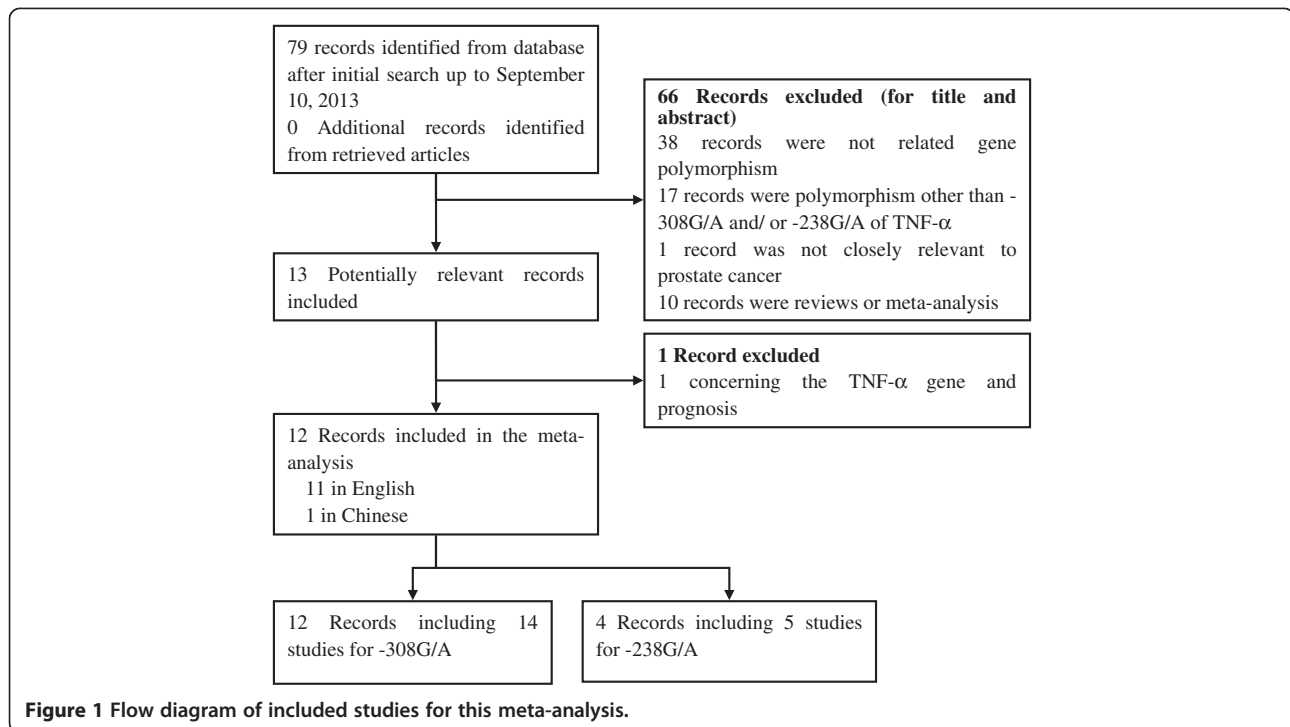 79 records identified from database
after initial search up to September
10, 2013
0 Additional records identified
from retrieved articles
66 Records excluded (for title and
abstract)
38 records were not related gene
polymorphism
17 records were polymorphism other than -
308G/A and/ or -238G/A of TNF-α
1 record was not closely relevant to
prostate cancer
10 records were reviews or meta-analysis
13 Potentially relevant records
included
1 Record excluded
1 concerning the TNF-α gene and
prognosis
12 Records included in the meta-
analysis
11 in English
1 in Chinese
12 Records including 14
studies for -308G/A
4 Records including 5 studies
for -238G/A
Figure 1 Flow diagram of included studies for this meta-analysis.